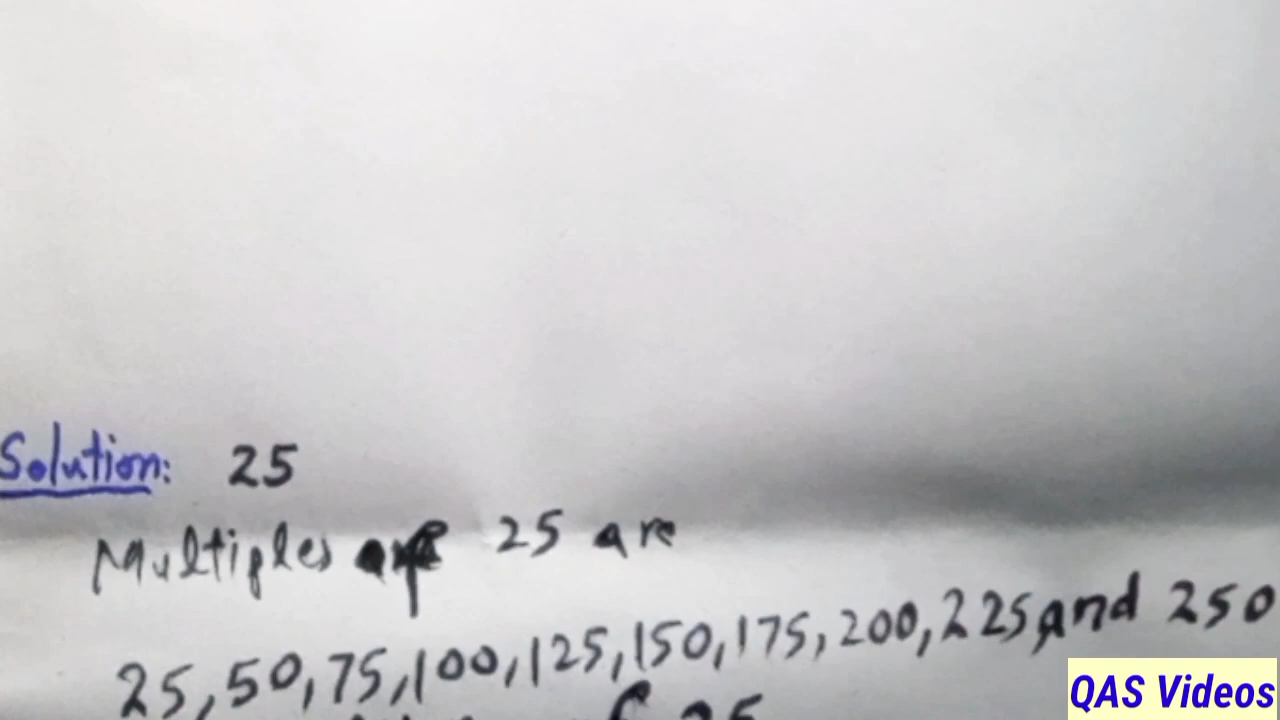 Solution: 25
Multiples of 25 are
25, 50, 75, 100, 125, 150, 175, 200, 225 and 250
25
QAS Videos